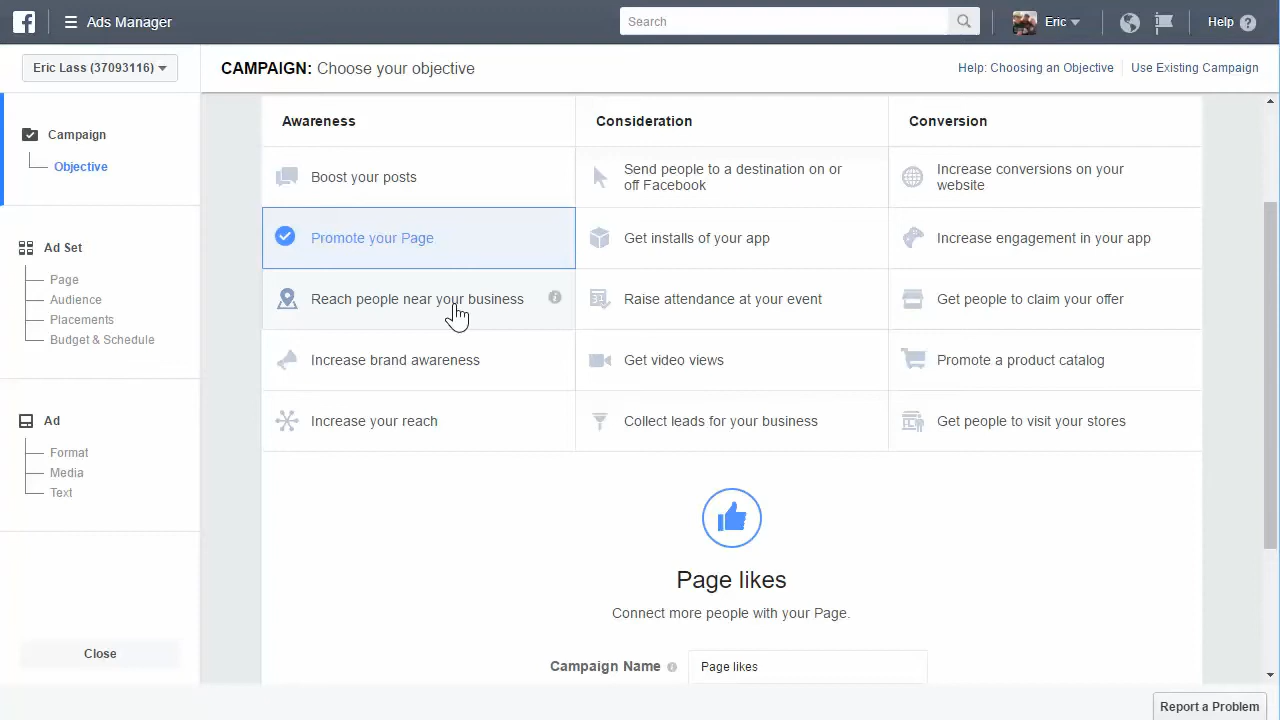 Ads Manager
Search
Eric
Help
Eric Lass (37093116)
CAMPAIGN: Choose your objective
Help: Choosing an Objective
Use Existing Campaign
Campaign
Objective
Ad Set
Page
Audience
Placements
Budget & Schedule
Ad
Format
Media
Text
Close
Awareness
Consideration
Conversion
Boost your posts
Send people to a destination on or
off Facebook
Increase conversions on your
website
Promote your Page
Get installs of your app
Increase engagement in your app
Reach people near your business
31
Raise attendance at your event
Get people to claim your offer
Increase brand awareness
Get video views
Promote a product catalog
Increase your reach
Collect leads for your business
Get people to visit your stores
Page likes
Connect more people with your Page.
Campaign Name
Page likes
Report a Problem